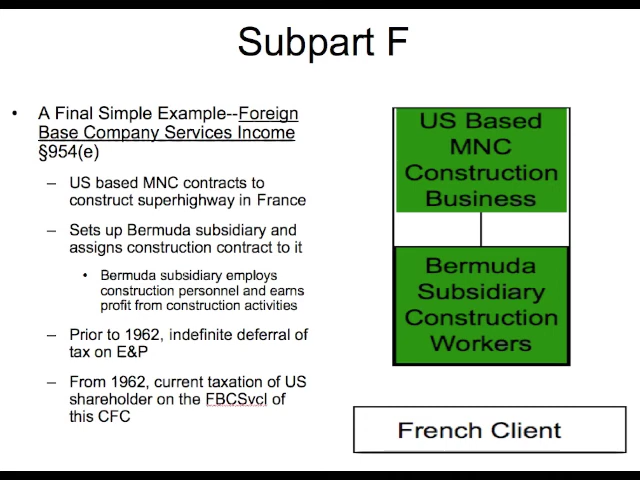 Subpart F
• A Final Simple Example--Foreign
Base Company Services Income
§954(e)
– US based MNC contracts to
construct superhighway in France
– Sets up Bermuda subsidiary and
assigns construction contract to it
• Bermuda subsidiary employs
construction personnel and earns
profit from construction activities
– Prior to 1962, indefinite deferral of
tax on E&P
– From 1962, current taxation of US
shareholder on the FBCSvcI of
this CFC
US Based
MNC
Construction
Business
Bermuda
Subsidiary
Construction
Workers
French Client